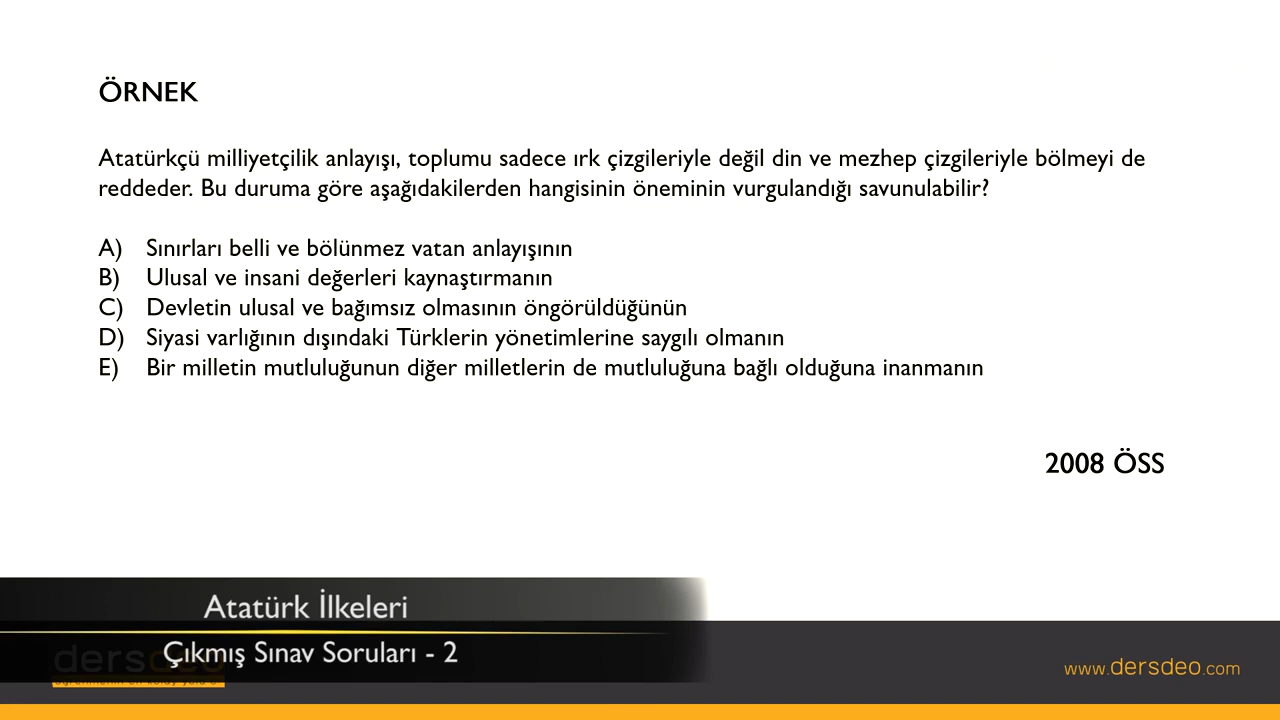 ÖRNEK
Atatürkçü milliyetçilik anlayışı, toplumu sadece ırk çizgileriyle değil din ve mezhep çizgileriyle bölmeyi de
reddeder. Bu duruma göre aşağıdakilerden hangisinin öneminin vurgulandığı savunulabilir?
A) Sınırları belli ve bölünmez vatan anlayışının
B) Ulusal ve insani değerleri kaynaştırmanın
C) Devletin ulusal ve bağımsız olmasının öngörüldüğünün
D) Siyasi varlığının dışındaki Türklerin yönetimlerine saygılı olmanın
E) Bir milletin mutluluğunun diğer milletlerin de mutluluğuna bağlı olduğuna inanmanın
2008 ÖSS
Atatürk İlkeleri
Çıkmış Sınav Soruları - 2
dersdeo
www.dersdeo.com